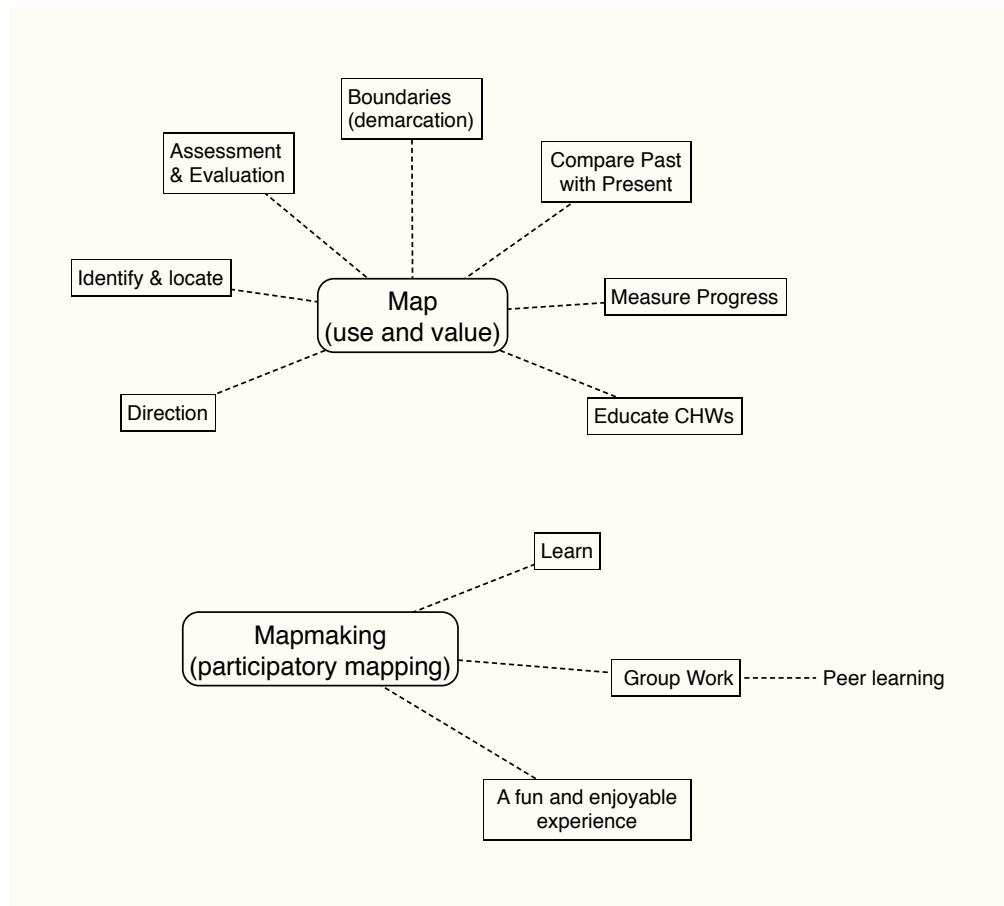 Boundaries
(demarcation)
Assessment
& Evaluation
Compare Past
with Present
Identify & locate
Map
(use and value)
Measure Progress
Direction
Educate CHWs
Learn
Mapmaking
(participatory mapping)
Group Work
Peer learning
A fun and enjoyable
experience